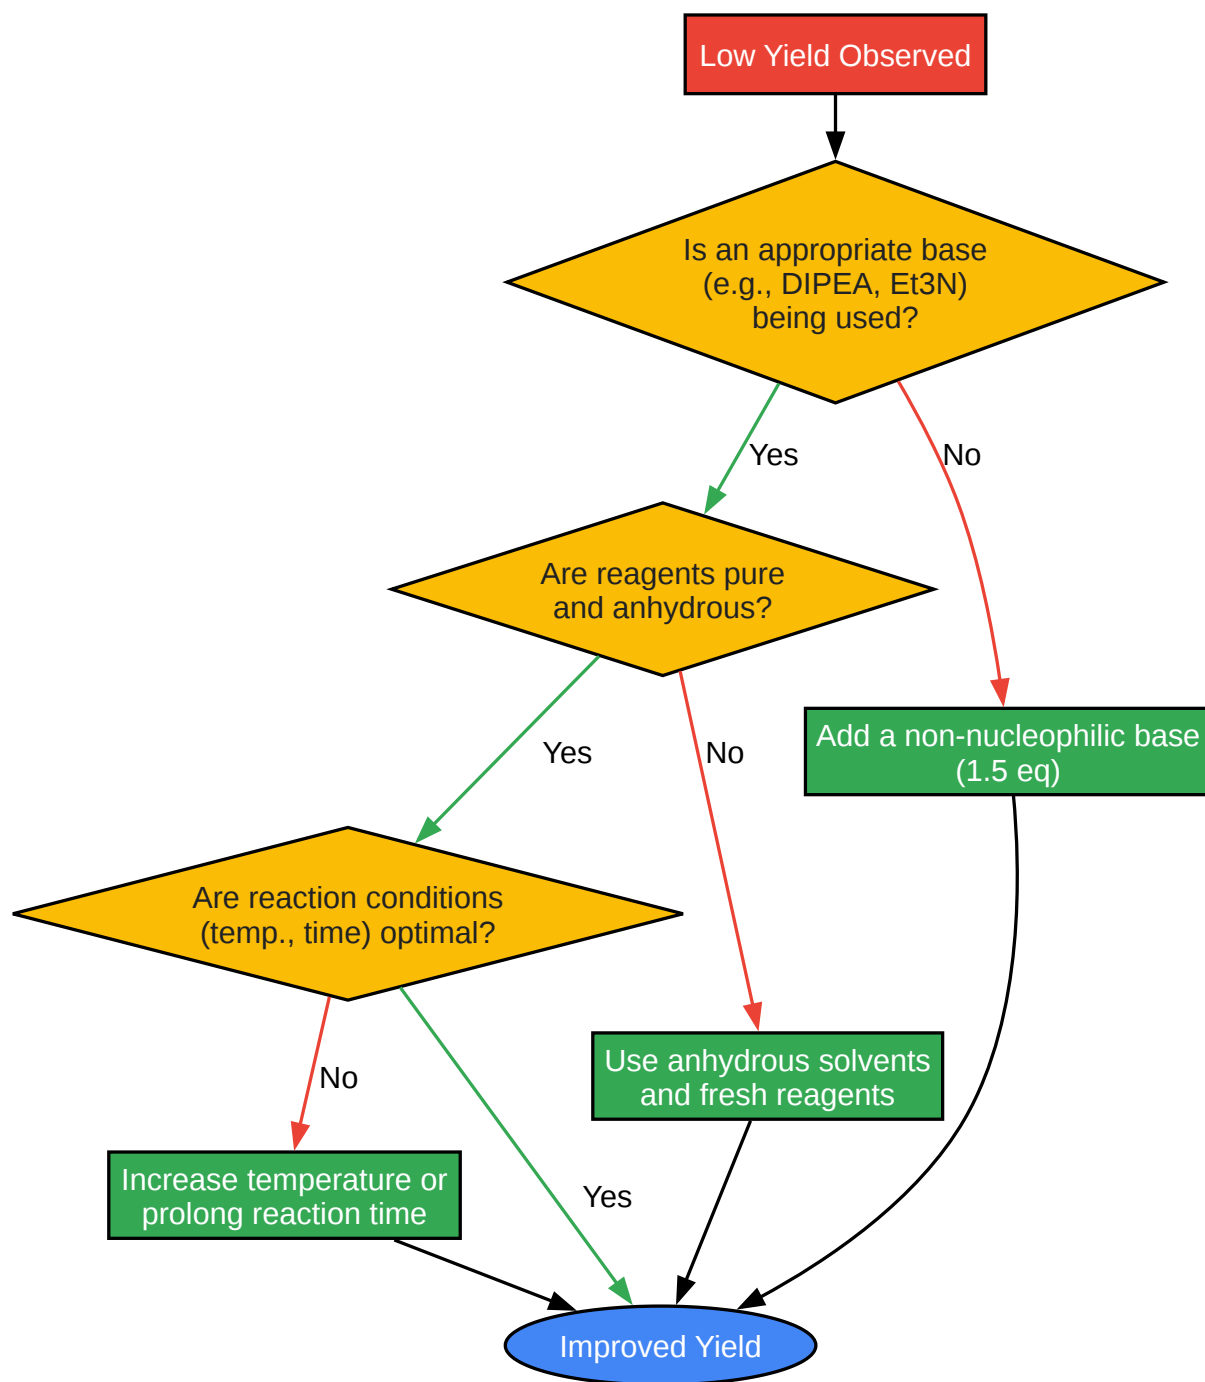 Low Yield Observed
Is an appropriate base
(e.g., DIPEA, Et3N)
being used?
Yes
No
Are reagents pure
and anhydrous?
Yes
No
Add a non-nucleophilic base
(1.5 eq)
Are reaction conditions
(temp., time) optimal?
No
Use anhydrous solvents
and fresh reagents
Increase temperature or
prolong reaction time
Yes
Improved Yield